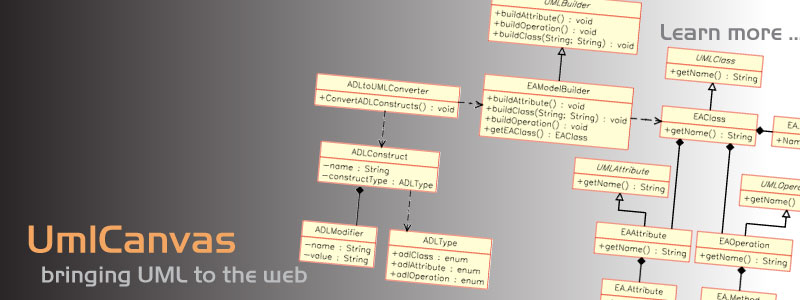 UMLBuilder
+buildAttribute() : void
+buildOperation() : void
+buildClass(String; String) : void
Learn more ...
UMLClass
+getName() : String
ADLtoUMLConverter
+ConvertADLConstructs() : void
EAModelBuilder
+buildAttribute() : void
+buildClass(String; String) : void
+buildOperation() : void
+getEAClass() : EAClass
EAClass
+getName() : String
EA.
+Nam
ADLConstruct
-name : String
-constructType : ADLType
UMLAttribute
+getName() : String
UMLOpera
+getName()
ADLModifier
-name : String
-value : String
ADLType
+adlClass : enum
+adlAttribute : enum
+adlOperation : enum
EAAttribute
+getName() : String
EAOperation
+getName() : String
EA.Attribute
EA.Method
UmlCanvas
bringing UML to the web